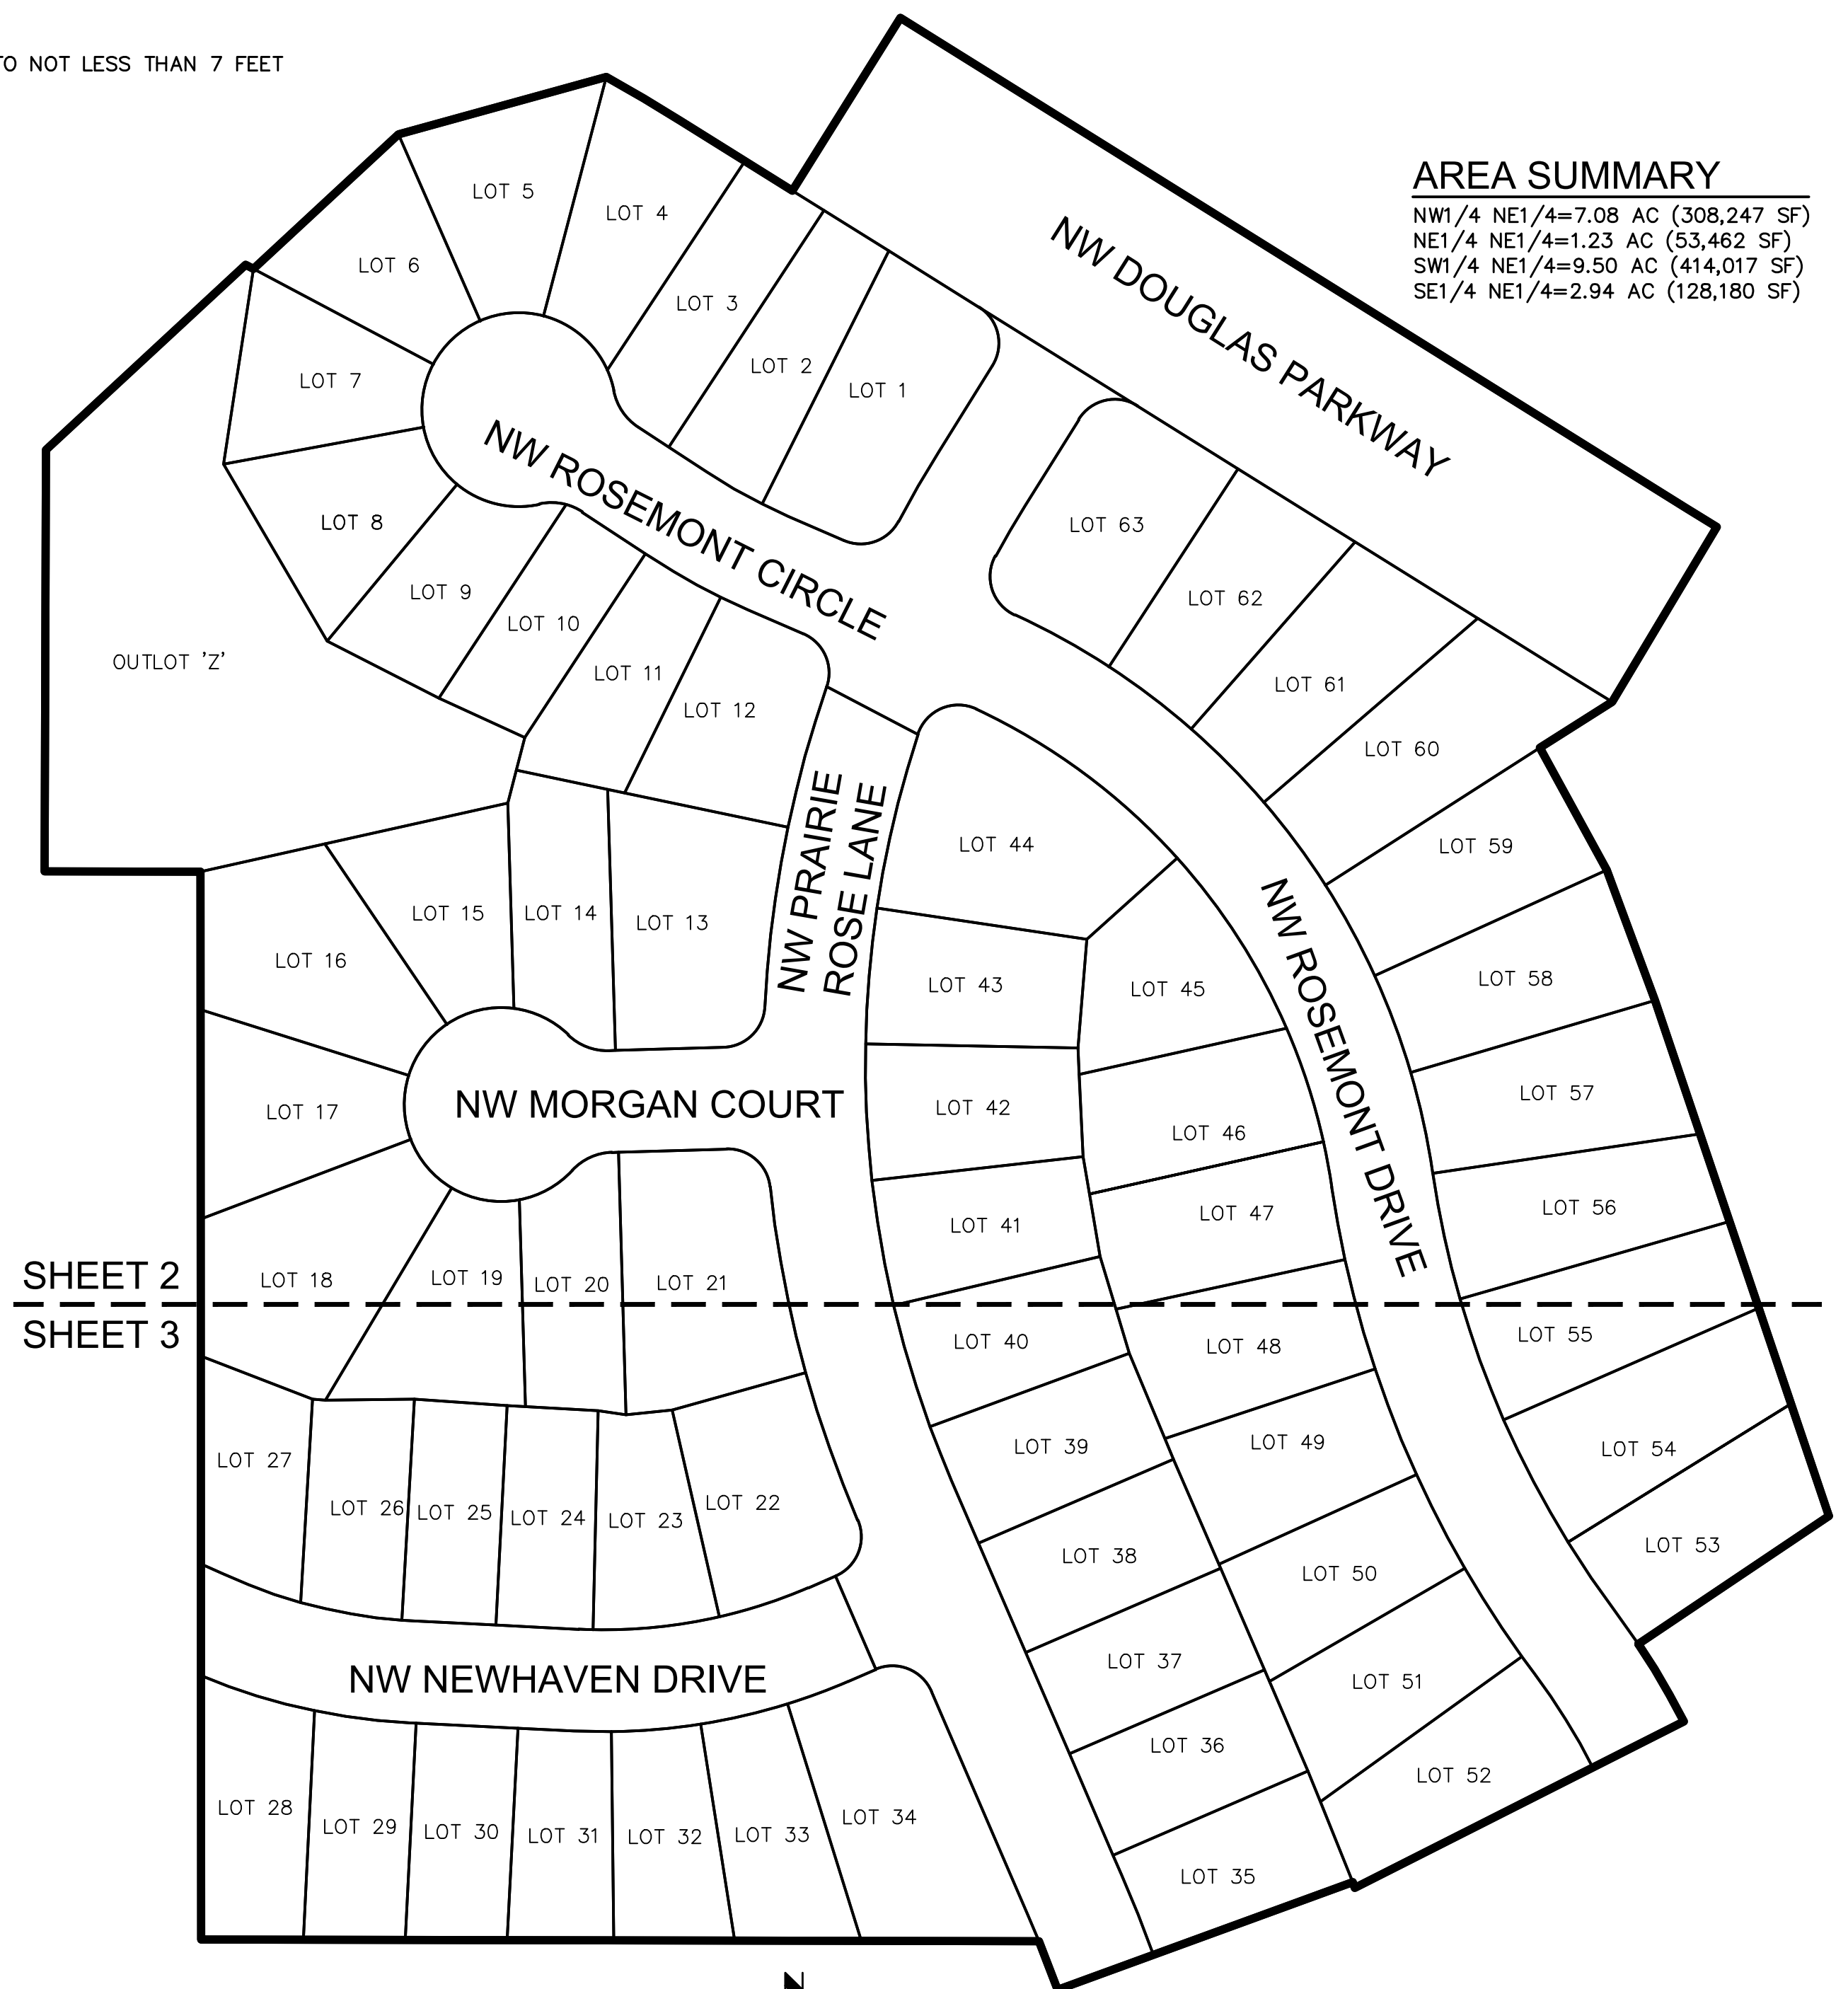 TO NOT LESS THAN 7 FEET
AREA SUMMARY
NW1/4 NE1/4=7.08 AC (308,247 SF)
NE1/4 NE1/4=1.23 AC (53,462 SF)
SW1/4 NE1/4=9.50 AC (414,017 SF)
SE1/4 NE1/4=2.94 AC (128,180 SF)
NW DOUGLAS PARKWAY
LOT 5
LOT 4
LOT 6
LOT 3
LOT 2
LOT 1
LOT 7
NW ROSEMONT CIRCLE
LOT 8
LOT 63
LOT 9
LOT 62
LOT 10
OUTLOT 'Z'
LOT 11
LOT 61
LOT 12
LOT 60
NW PRAIRIE
ROSE LANE
LOT 44
LOT 59
LOT 15
LOT 14
LOT 13
LOT 16
NW ROSEMONT DRIVE
LOT 43
LOT 45
LOT 58
LOT 57
NW MORGAN COURT
LOT 17
LOT 42
LOT 46
LOT 56
LOT 47
LOT 41
SHEET 2
LOT 18
LOT 19
LOT 20
LOT 21
SHEET 3
LOT 55
LOT 40
LOT 48
LOT 39
LOT 49
LOT 54
LOT 27
LOT 26
LOT 25
LOT 24
LOT 23
LOT 22
LOT 53
LOT 38
LOT 50
LOT 37
NW NEWHAVEN DRIVE
LOT 51
LOT 36
LOT 52
LOT 28
LOT 29
LOT 30
LOT 31
LOT 32
LOT 33
LOT 34
LOT 35
N